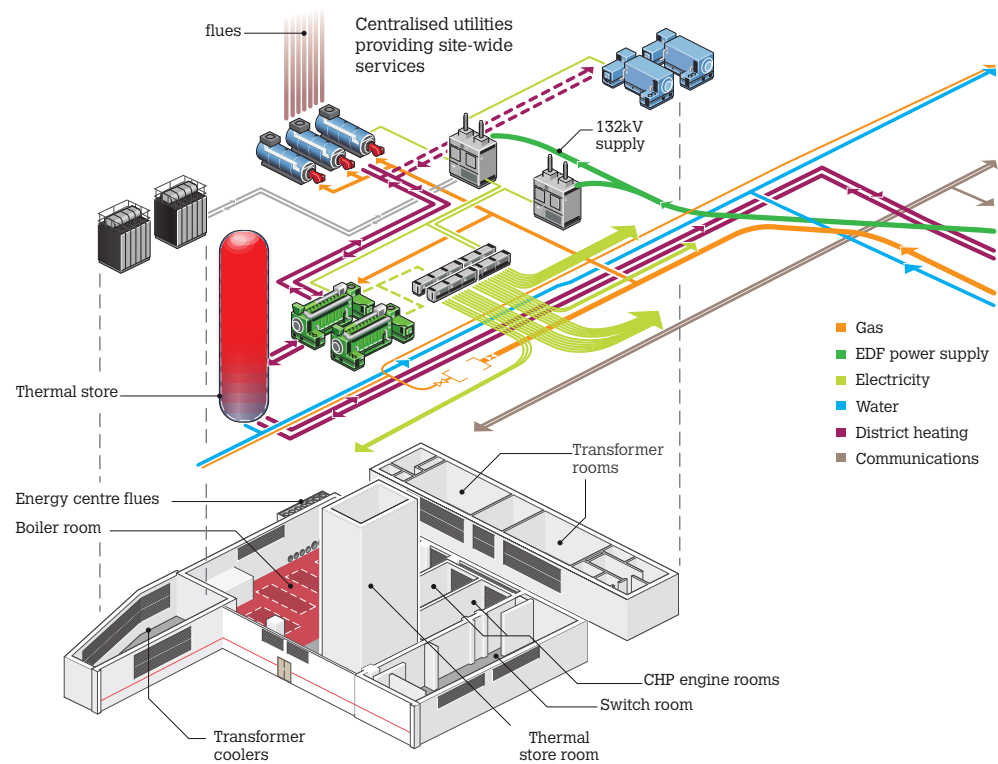 flues
Centralised utilities
providing site-wide
services
132kV
supply
Thermal store
Gas
EDF power supply
Electricity
Water
District heating
Communications
Transformer
rooms
Energy centre flues
Boiler room
CHP engine rooms
Switch room
Transformer
coolers
Thermal
store room